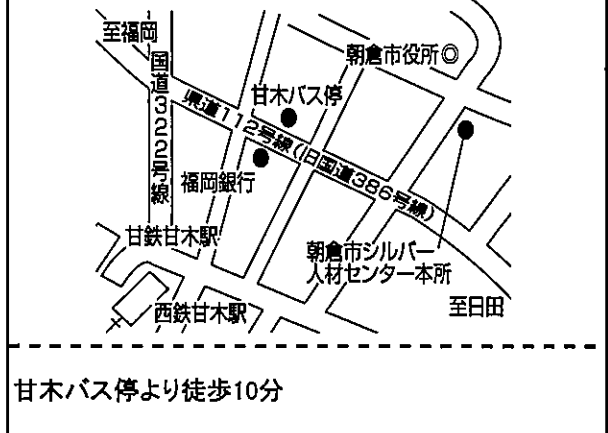 至福岡
朝倉市役所◎
国道322号線
甘木バス停
県道112号線(旧国道386号線)
福岡銀行
甘鉄甘木駅
朝倉市シルバー
人材センター本所
西鉄甘木駅
至日田
甘木バス停より徒歩10分